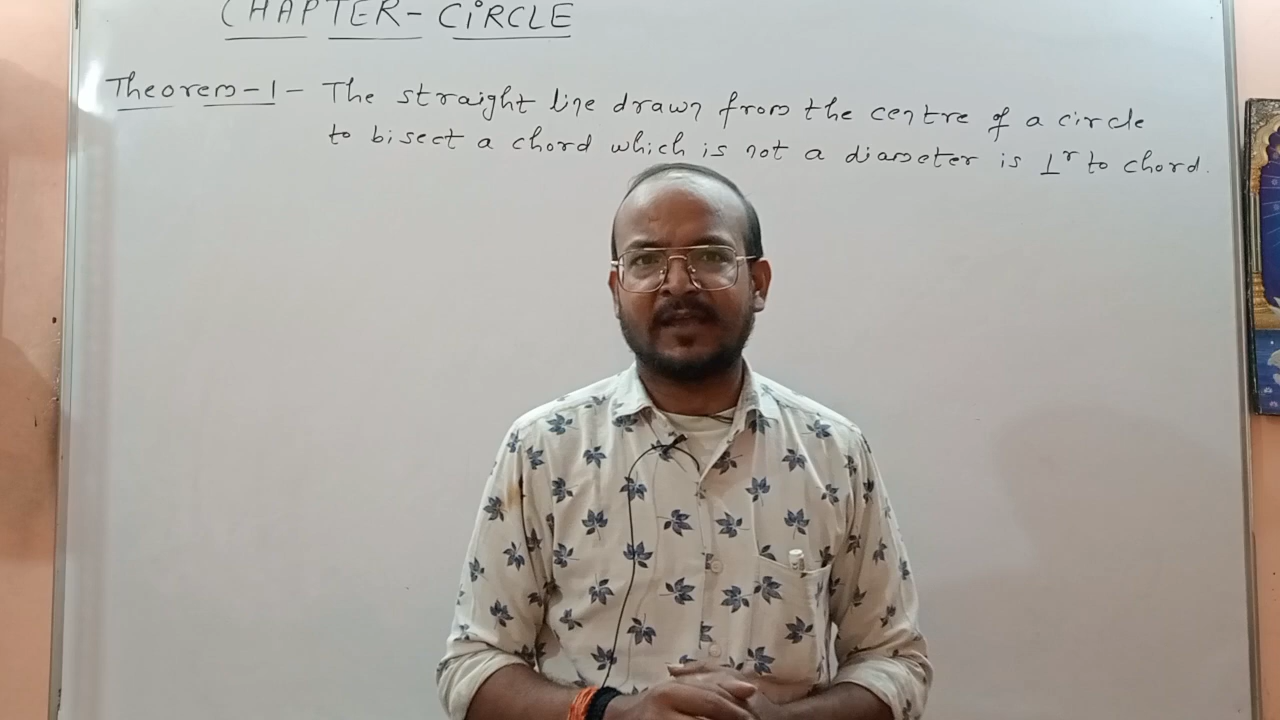 CHAPTER - CIRCLE
Theorem - 1 - The straight line drawn from the centre of a circle
to bisect a chord which is not a diameter is ⊥ʳ to chord.